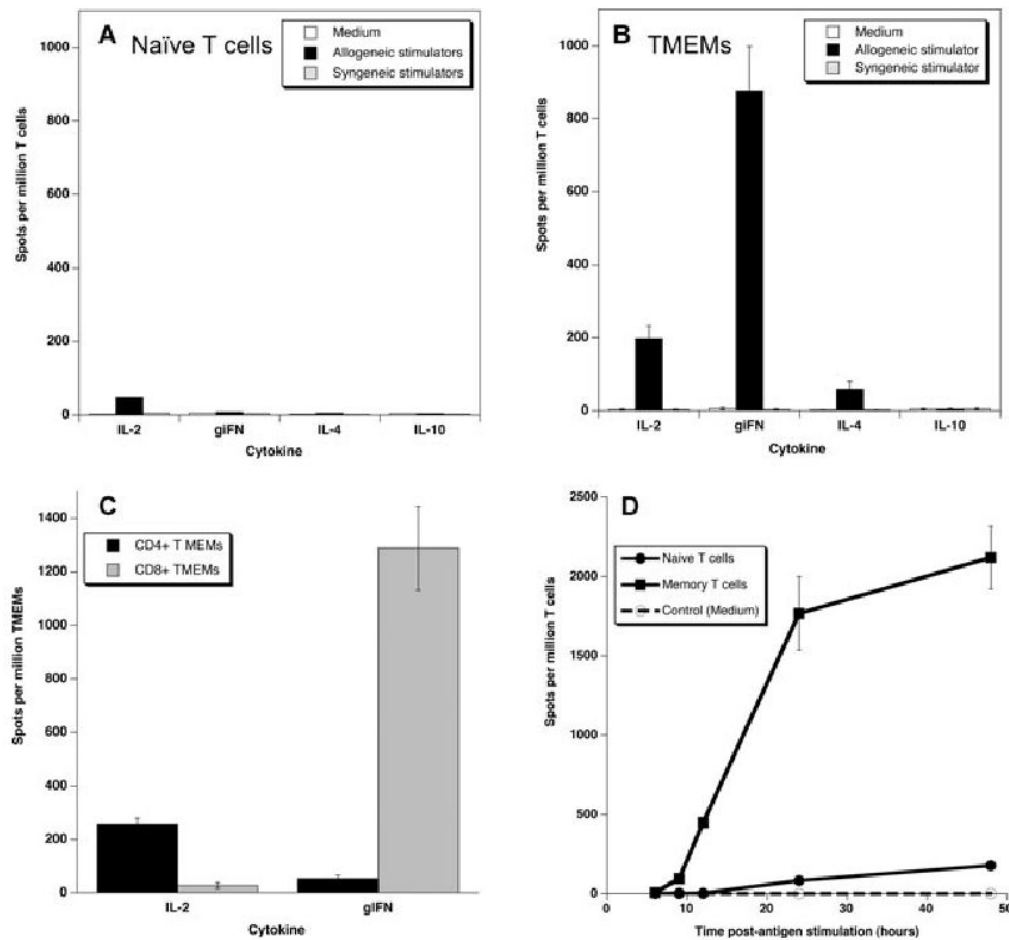 A Naïve T cells
Medium
Allogeneic stimulators
Syngeneic stimulators
1000
800
600
400
200
0
Spots per million T cells
IL-2 giFN IL-4 IL-10
Cytokine
B TMEMs
Medium
Allogeneic stimulator
Syngeneic stimulator
1000
800
600
400
200
0
Spots per million T cells
IL-2 giFN IL-4 IL-10
Cytokine
C
CD4+ T MEMs
CD8+ TMEMs
1400
1200
1000
800
600
400
200
0
Spots per million TMEMs
IL-2 gIFN
Cytokine
D
Naive T cells
Memory T cells
Control (Medium)
2500
2000
1500
1000
500
0
Spots per million T cells
0 10 20 30 40 50
Time post-antigen stimulation (hours)